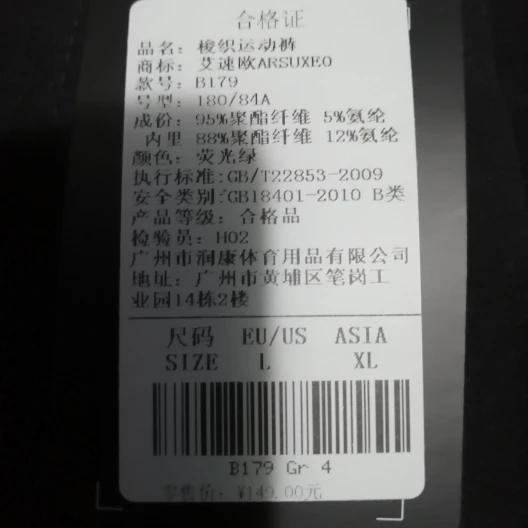 合格证
品名：梭织运动裤
商标：艾速欧ARSUXEO
款号：B179
号型：180/84A
成份：95%聚酯纤维 5%氨纶
内里 88%聚酯纤维 12%氨纶
颜色：荧光绿
执行标准:GB/T22853-2009
安全类别:GB18401-2010 B类
产品等级：合格品
检验员：H02
广州市润康体育用品有限公司
地址：广州市黄埔区笔岗工
业园14栋2楼
尺码 EU/US ASIA
SIZE L XL
B179 Gr 4
零售价：¥149.00元